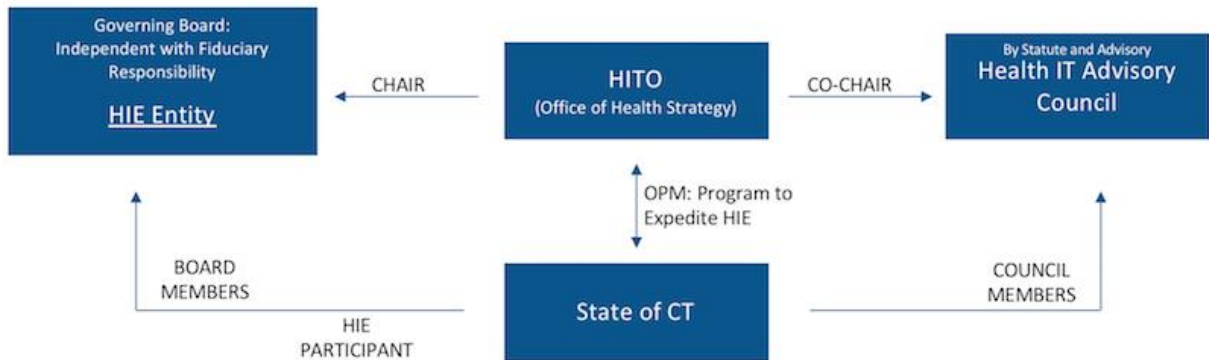 Governing Board:
Independent with Fiduciary
Responsibility
HIE Entity
CHAIR
HITO
(Office of Health Strategy)
CO-CHAIR
By Statute and Advisory
Health IT Advisory
Council
OPM: Program to
Expedite HIE
BOARD
MEMBERS
HIE
PARTICIPANT
State of CT
COUNCIL
MEMBERS